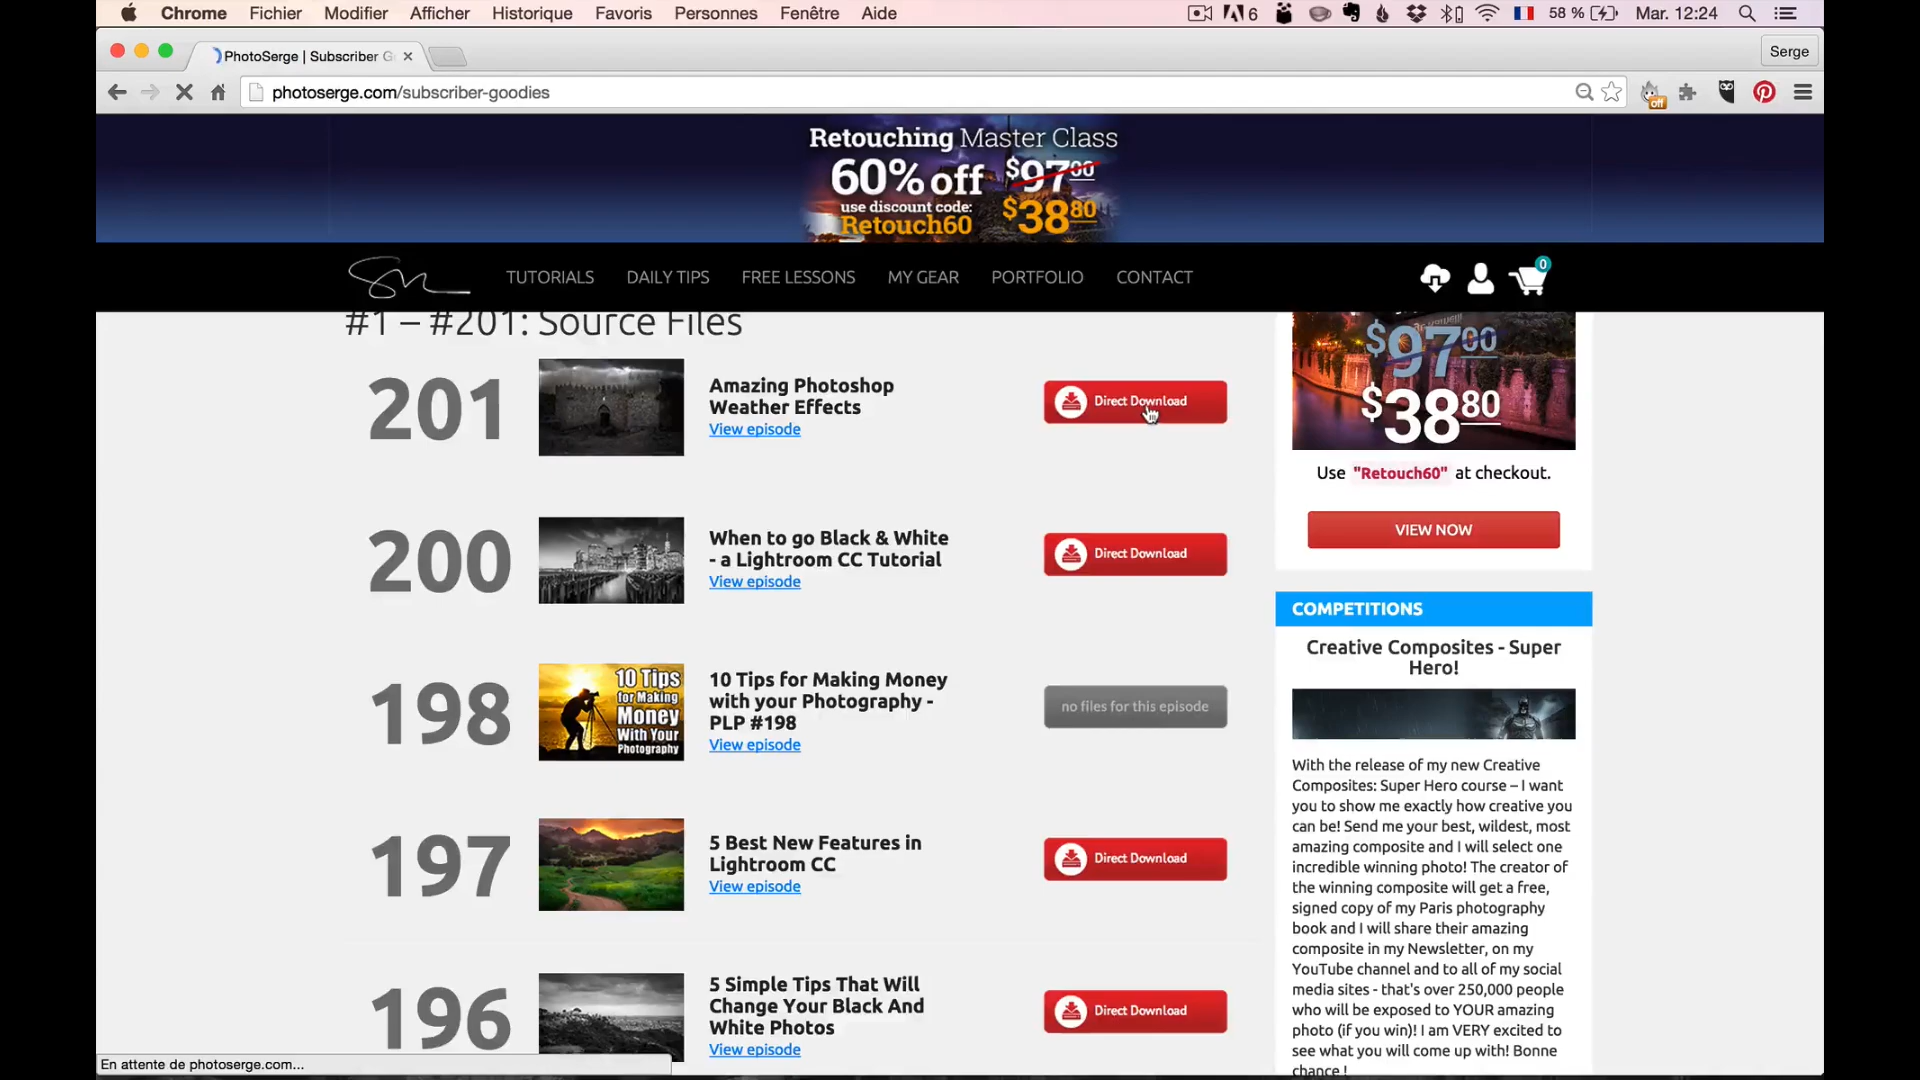 Chrome Fichier Modifier Afficher Historique Favoris Personnes Fenêtre Aide 6 58 % Mar. 12:24
PhotoSerge | Subscriber G
Serge
photoserge.com/subscriber-goodies
off
Retouching Master Class
60% off $97.00
use discount code:
Retouch60 $38.80
TUTORIALS DAILY TIPS FREE LESSONS MY GEAR PORTFOLIO CONTACT 0
#1 – #201: Source Files
201
Amazing Photoshop
Weather Effects
View episode
Direct Download
200
When to go Black & White
- a Lightroom CC Tutorial
View episode
Direct Download
198
10 Tips
for Making
Money
With Your
Photography
10 Tips for Making Money
with your Photography -
PLP #198
View episode
no files for this episode
197
5 Best New Features in
Lightroom CC
View episode
Direct Download
196
5 Simple Tips That Will
Change Your Black And
White Photos
View episode
Direct Download
$97.00
$38.80
Use "Retouch60" at checkout.
VIEW NOW
COMPETITIONS
Creative Composites - Super
Hero!
With the release of my new Creative
Composites: Super Hero course – I want
you to show me exactly how creative you
can be! Send me your best, wildest, most
amazing composite and I will select one
incredible winning photo! The creator of
the winning composite will get a free,
signed copy of my Paris photography
book and I will share their amazing
composite in my Newsletter, on my
YouTube channel and to all of my social
media sites - that's over 250,000 people
who will be exposed to YOUR amazing
photo (if you win)! I am VERY excited to
see what you will come up with! Bonne
chance !
En attente de photoserge.com...